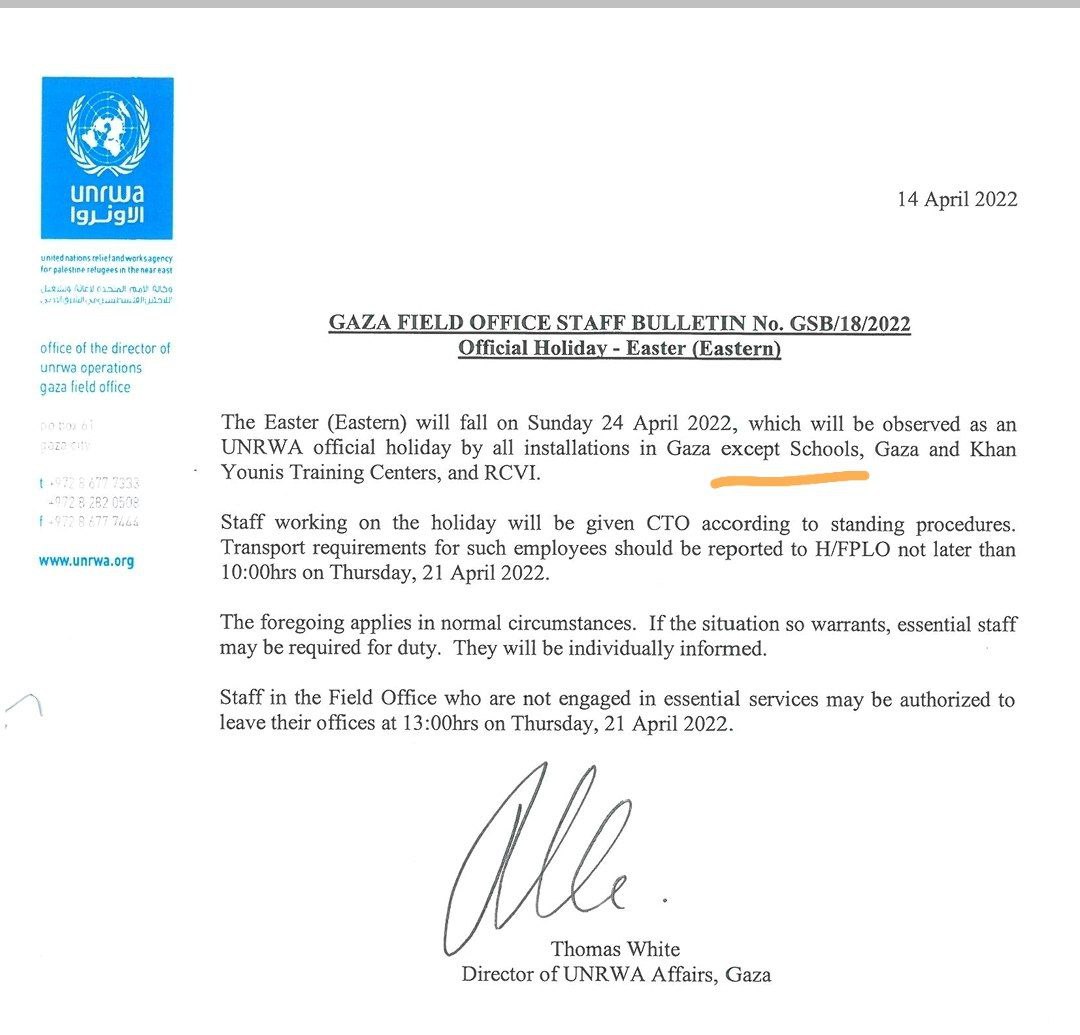 unrwa
الاونروا
14 April 2022
united nations relief and works agency
for palestine refugees in the near east
وكالة الأمم المتحدة لإغاثة وتشغيل
GAZA FIELD OFFICE STAFF BULLETIN No. GSB/18/2022
Official Holiday - Easter (Eastern)
office of the director of
unrwa operations
gaza field office
po box 61
gaza city
t +972 8 677 7333
+972 8 282 0508
f +972 8 677 7444
www.unrwa.org
The Easter (Eastern) will fall on Sunday 24 April 2022, which will be observed as an
UNRWA official holiday by all installations in Gaza except Schools, Gaza and Khan
Younis Training Centers, and RCVI.
Staff working on the holiday will be given CTO according to standing procedures.
Transport requirements for such employees should be reported to H/FPLO not later than
10:00hrs on Thursday, 21 April 2022.
The foregoing applies in normal circumstances. If the situation so warrants, essential staff
may be required for duty. They will be individually informed.
Staff in the Field Office who are not engaged in essential services may be authorized to
leave their offices at 13:00hrs on Thursday, 21 April 2022.
Thomas White
Director of UNRWA Affairs, Gaza